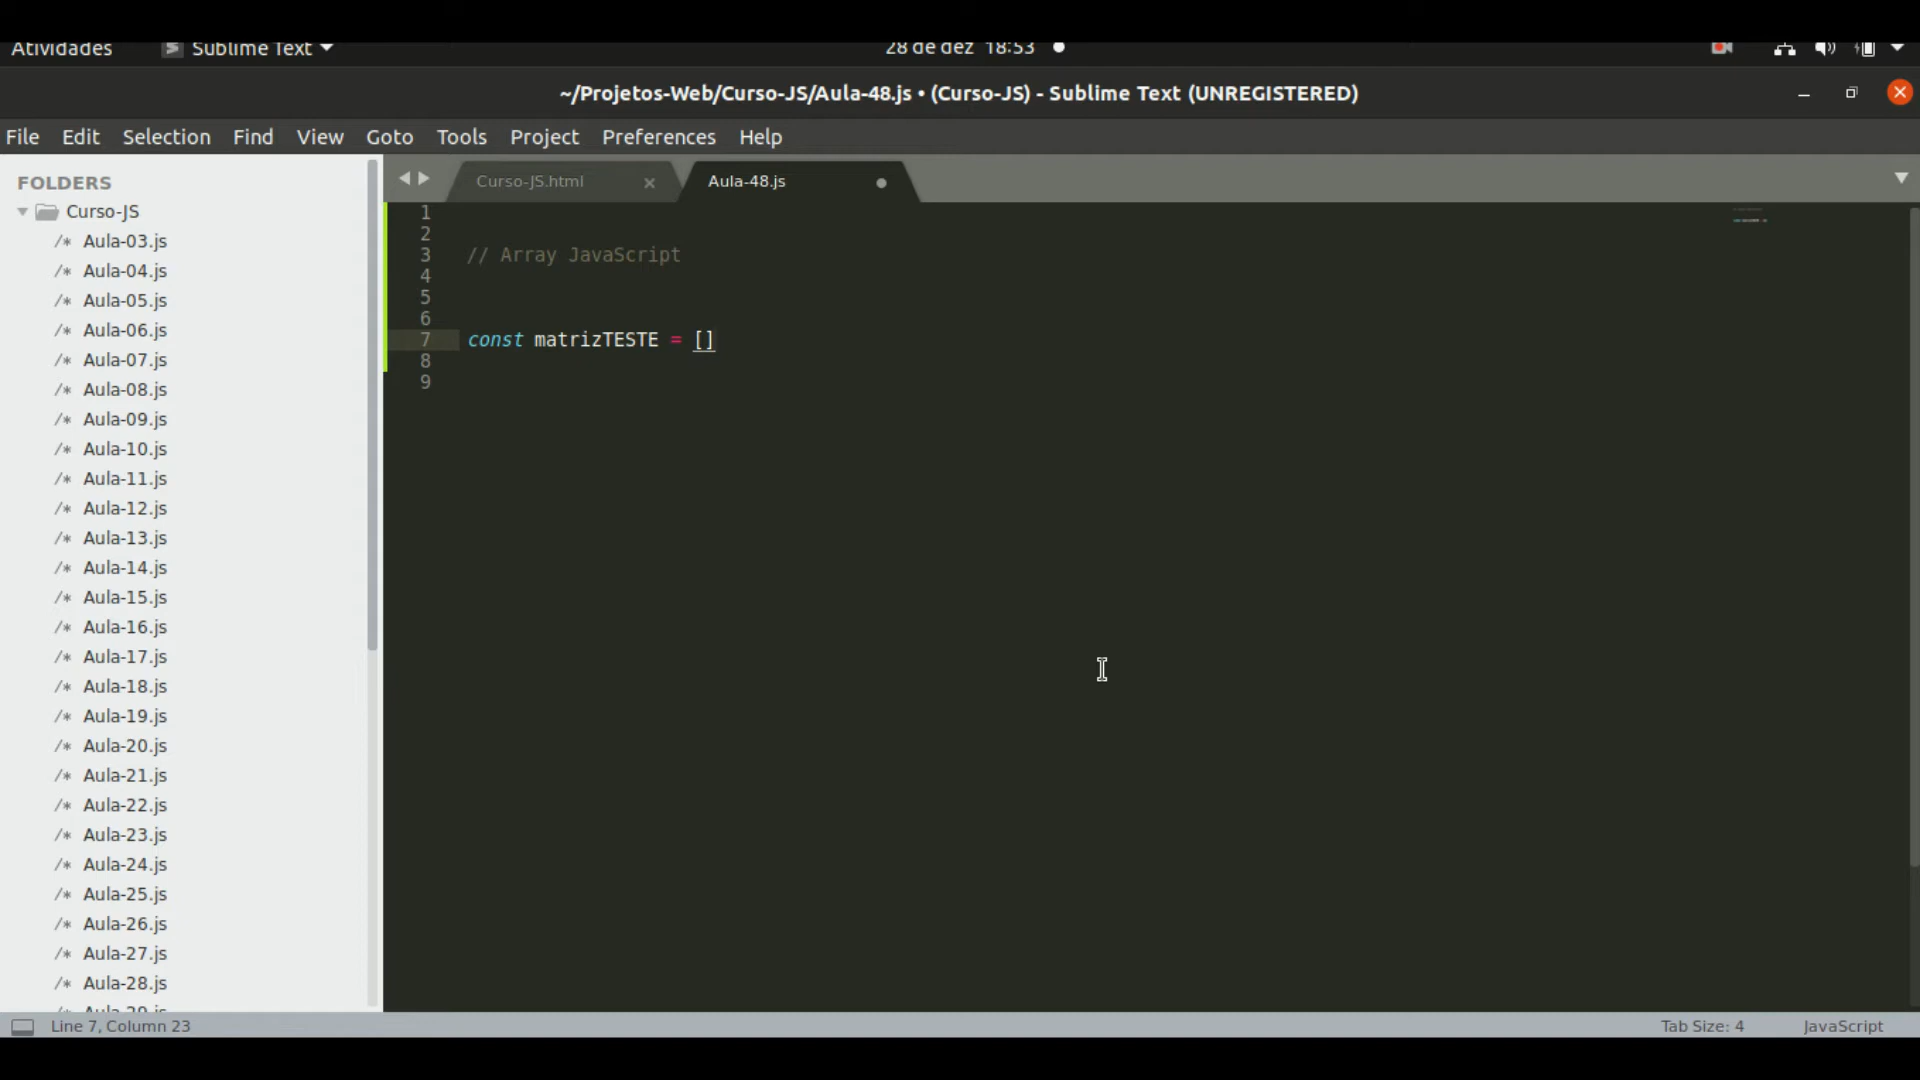 Atividades Sublime Text 28 de dez 18:53
~/Projetos-Web/Curso-JS/Aula-48.js • (Curso-JS) - Sublime Text (UNREGISTERED)
File Edit Selection Find View Goto Tools Project Preferences Help
FOLDERS
Curso-JS
/* Aula-03.js
/* Aula-04.js
/* Aula-05.js
/* Aula-06.js
/* Aula-07.js
/* Aula-08.js
/* Aula-09.js
/* Aula-10.js
/* Aula-11.js
/* Aula-12.js
/* Aula-13.js
/* Aula-14.js
/* Aula-15.js
/* Aula-16.js
/* Aula-17.js
/* Aula-18.js
/* Aula-19.js
/* Aula-20.js
/* Aula-21.js
/* Aula-22.js
/* Aula-23.js
/* Aula-24.js
/* Aula-25.js
/* Aula-26.js
/* Aula-27.js
/* Aula-28.js
Curso-JS.html Aula-48.js
1
2
3 // Array JavaScript
4
5
6
7 const matrizTESTE = []
8
9
Line 7, Column 23 Tab Size: 4 JavaScript